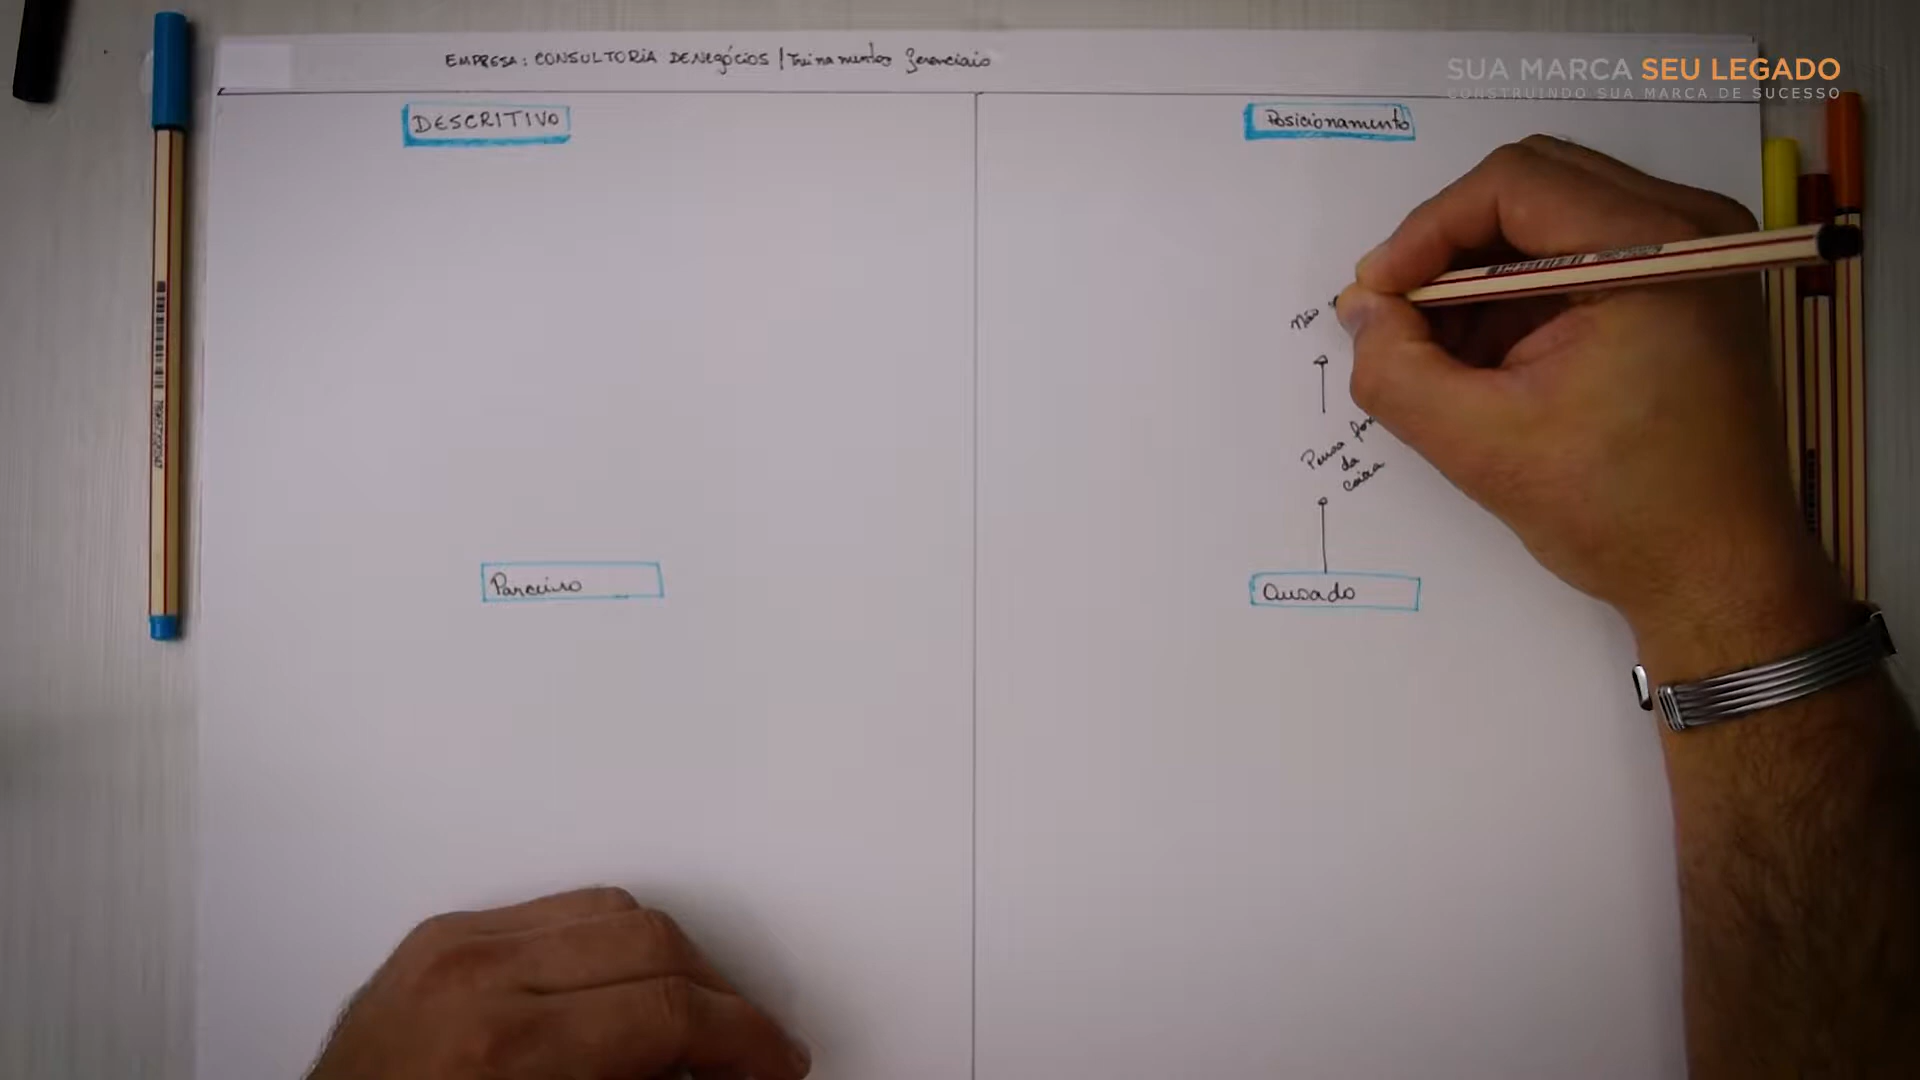 EMPRESA: CONSULTORIA DE NEGÓCIOS / Treinamentos Gerenciais
SUA MARCA SEU LEGADO
CONSTRUINDO SUA MARCA DE SUCESSO
DESCRITIVO
Posicionamento
Não
Pensa
da
caixa
Parceiro
Ousado